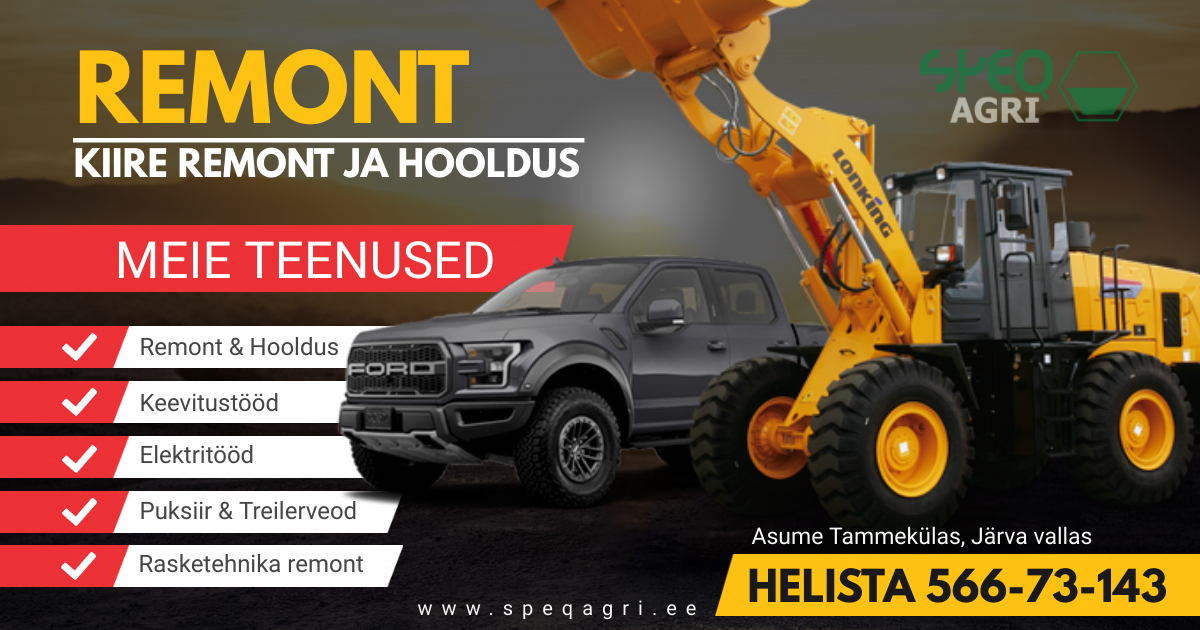 REMONT
KIIRE REMONT JA HOOLDUS
SPEQ
AGRI
LONKING
MEIE TEENUSED
Remont & Hooldus
Keevitustööd
Elektritööd
Puksiir & Treilerveod
Rasketehnika remont
FORD
Asume Tammekülas, Järva vallas
HELISTA 566-73-143
www.speqagri.ee